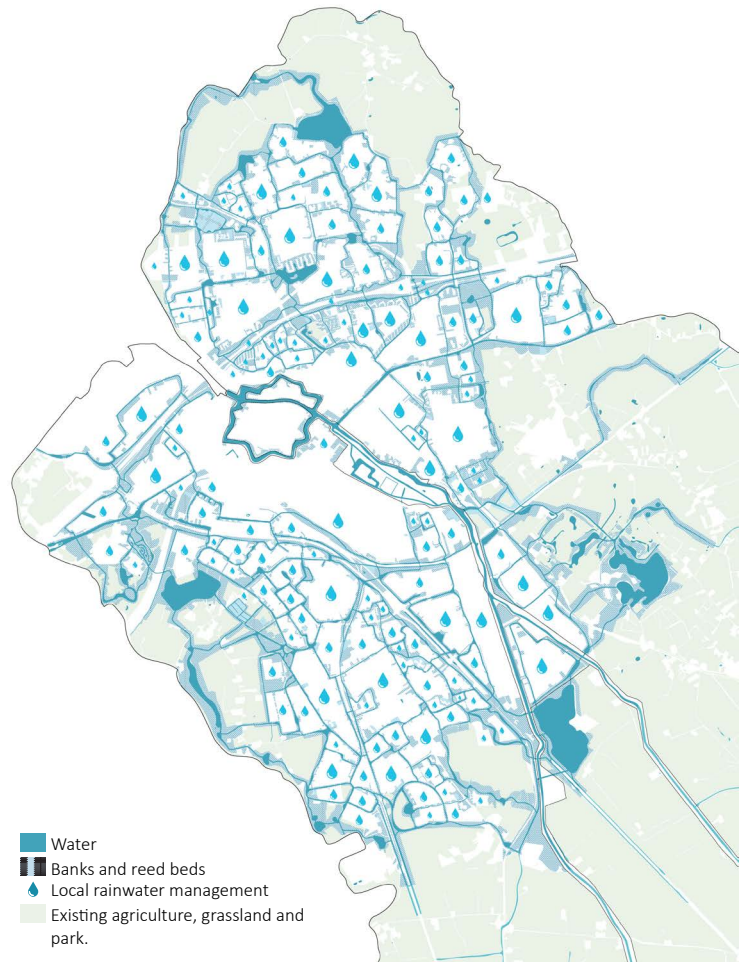 Water
Banks and reed beds
Local rainwater management
Existing agriculture, grassland and
park.